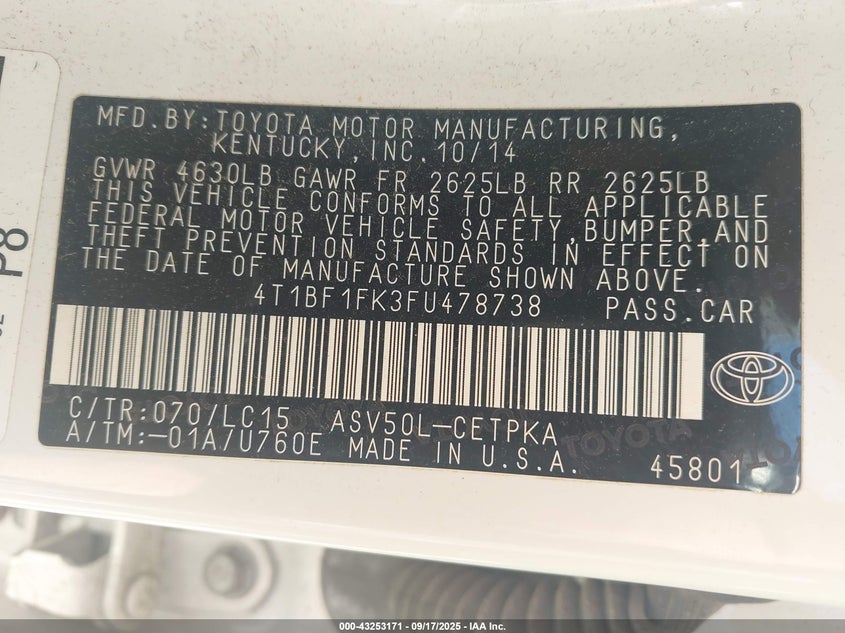 MFD.BY:TOYOTA MOTOR MANUFACTURING,
KENTUCKY,INC.10/14
GVWR 4630LB GAWR FR 2625LB RR 2625LB
THIS VEHICLE CONFORMS TO ALL APPLICABLE
FEDERAL MOTOR VEHICLE SAFETY,BUMPER,AND
THEFT PREVENTION STANDARDS IN EFFECT ON
THE DATE OF MANUFACTURE SHOWN ABOVE.
4T1BF1FK3FU478738 PASS.CAR
C/TR:070/LC15 ASV50L-CETPKA
A/TM:-01A/U760E MADE IN U.S.A.
45801
TOYOTA
P8
000-43253171 - 09/17/2025 - IAA Inc.